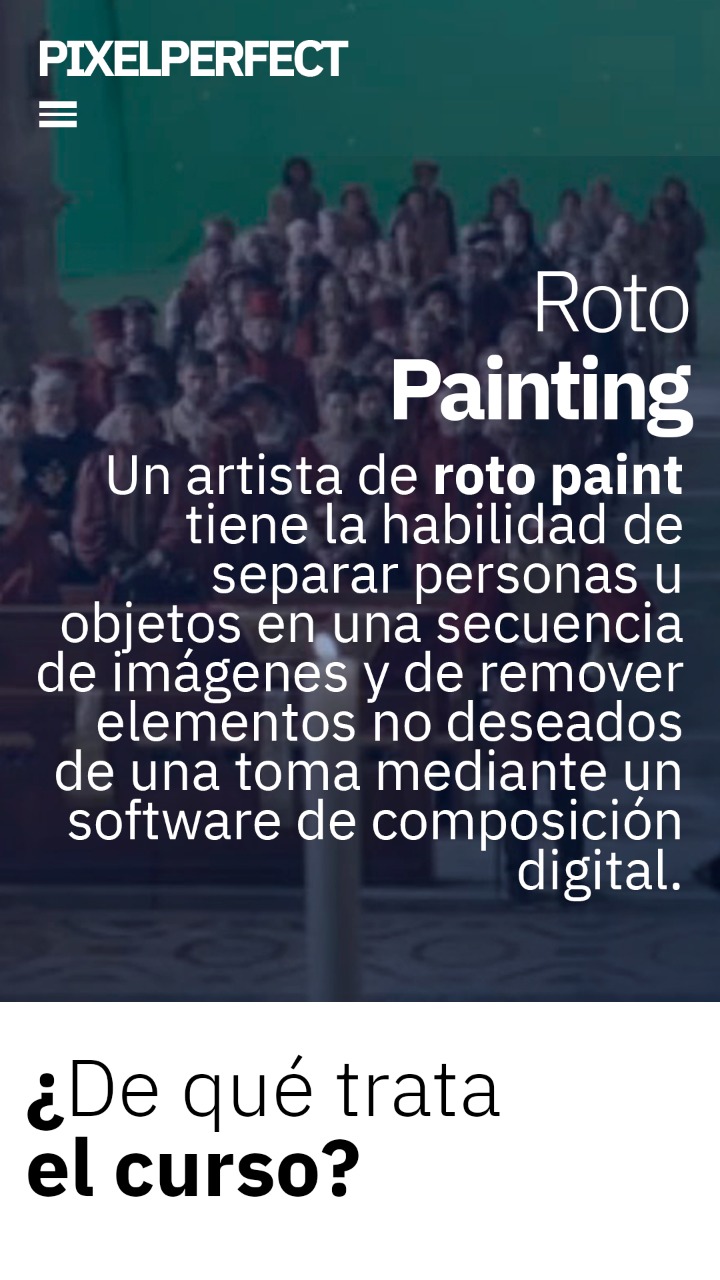 PIXELPERFECT
Roto
Painting
Un artista de roto paint
tiene la habilidad de
separar personas u
objetos en una secuencia
de imágenes y de remover
elementos no deseados
de una toma mediante un
software de composición
digital.
¿De qué trata
el curso?